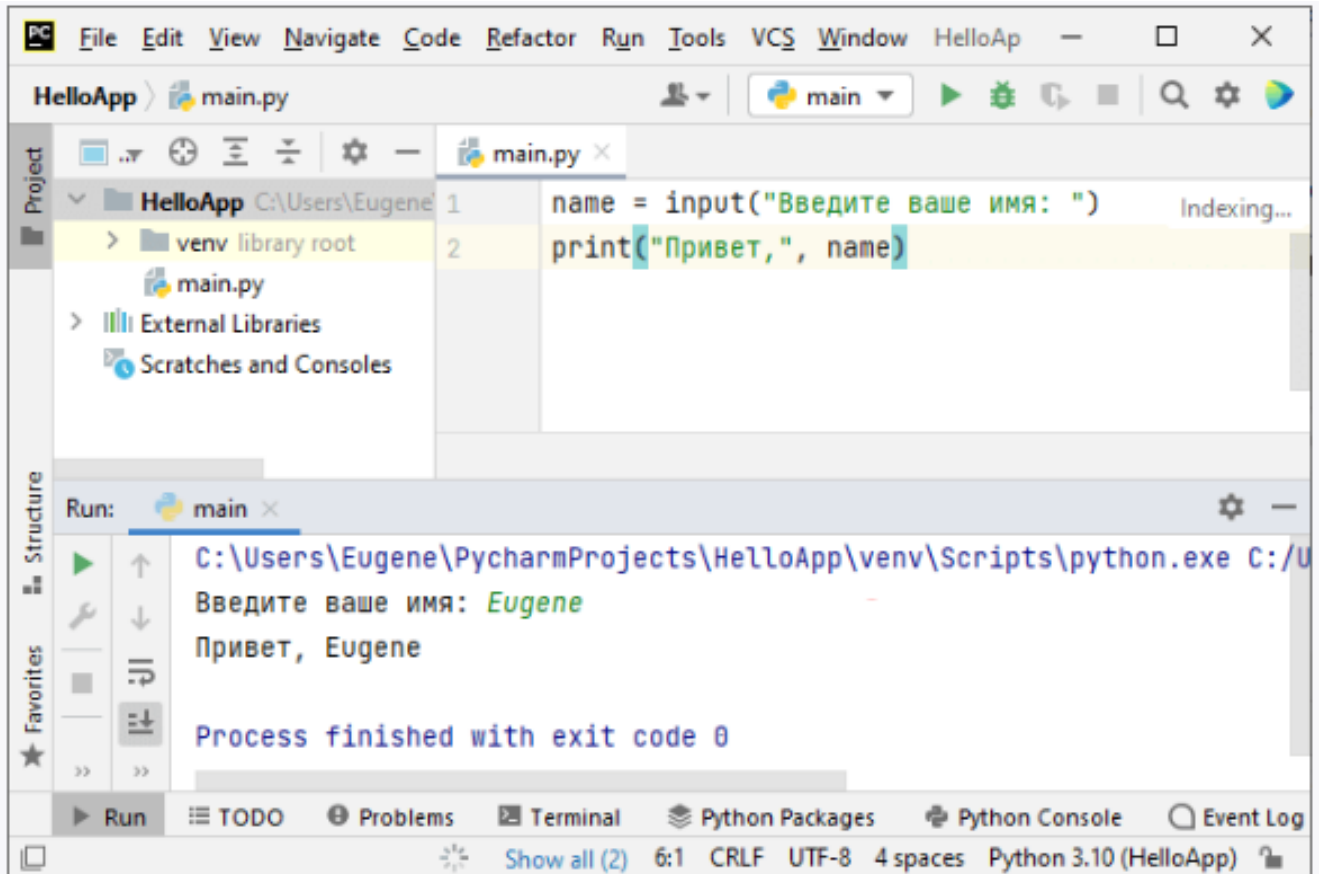 PC File Edit View Navigate Code Refactor Run Tools VCS Window HelloAp
HelloApp main.py main
Project
main.py
HelloApp C:\Users\Eugene\
venv library root
main.py
External Libraries
Scratches and Consoles
1 name = input("Введите ваше имя: ") Indexing...
2 print("Привет,", name)
Structure
Favorites
Run: main
C:\Users\Eugene\PycharmProjects\HelloApp\venv\Scripts\python.exe C:/U
Введите ваше имя: Eugene
Привет, Eugene
Process finished with exit code 0
Run TODO Problems Terminal Python Packages Python Console Event Log
Show all (2) 6:1 CRLF UTF-8 4 spaces Python 3.10 (HelloApp)